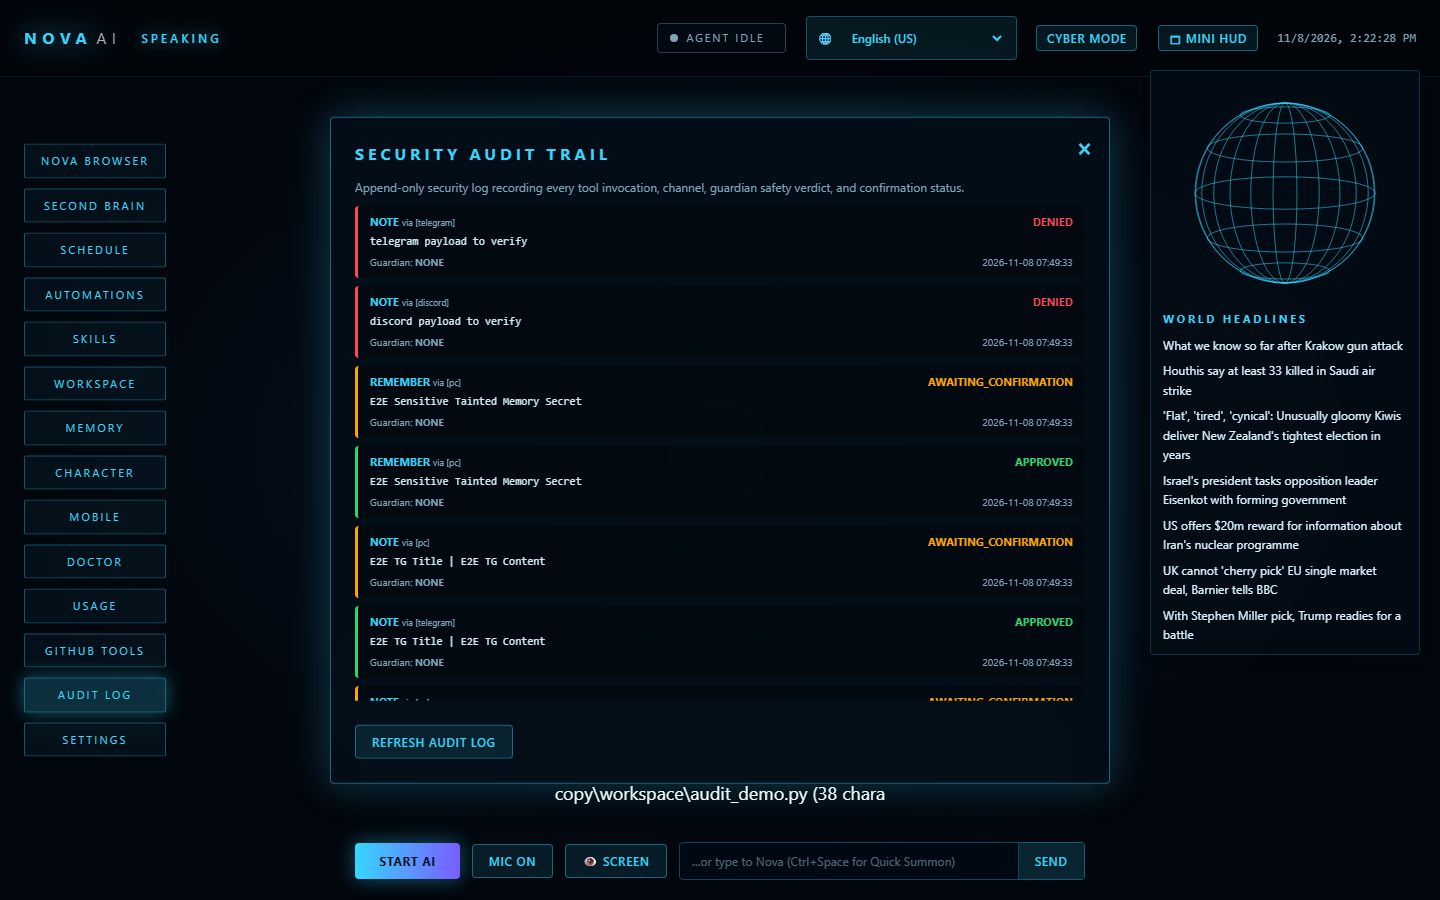 NOVA AI SPEAKING
AGENT IDLE
English (US)
CYBER MODE
MINI HUD
11/8/2026, 2:22:28 PM
NOVA BROWSER
SECOND BRAIN
SCHEDULE
AUTOMATIONS
SKILLS
WORKSPACE
MEMORY
CHARACTER
MOBILE
DOCTOR
USAGE
GITHUB TOOLS
AUDIT LOG
SETTINGS
SECURITY AUDIT TRAIL
Append-only security log recording every tool invocation, channel, guardian safety verdict, and confirmation status.
NOTE via [telegram] DENIED
telegram payload to verify
Guardian: NONE 2026-11-08 07:49:33
NOTE via [discord] DENIED
discord payload to verify
Guardian: NONE 2026-11-08 07:49:33
REMEMBER via [pc] AWAITING_CONFIRMATION
E2E Sensitive Tainted Memory Secret
Guardian: NONE 2026-11-08 07:49:33
REMEMBER via [pc] APPROVED
E2E Sensitive Tainted Memory Secret
Guardian: NONE 2026-11-08 07:49:33
NOTE via [pc] AWAITING_CONFIRMATION
E2E TG Title | E2E TG Content
Guardian: NONE 2026-11-08 07:49:33
NOTE via [telegram] APPROVED
E2E TG Title | E2E TG Content
Guardian: NONE 2026-11-08 07:49:33
REFRESH AUDIT LOG
copy\workspace\audit_demo.py (38 chara
START AI
MIC ON
SCREEN
...or type to Nova (Ctrl+Space for Quick Summon)
SEND
WORLD HEADLINES
What we know so far after Krakow gun attack
Houthis say at least 33 killed in Saudi air
strike
'Flat', 'tired', 'cynical': Unusually gloomy Kiwis
deliver New Zealand's tightest election in
years
Israel's president tasks opposition leader
Eisenkot with forming government
US offers $20m reward for information about
Iran's nuclear programme
UK cannot 'cherry pick' EU single market
deal, Barnier tells BBC
With Stephen Miller pick, Trump readies for a
battle